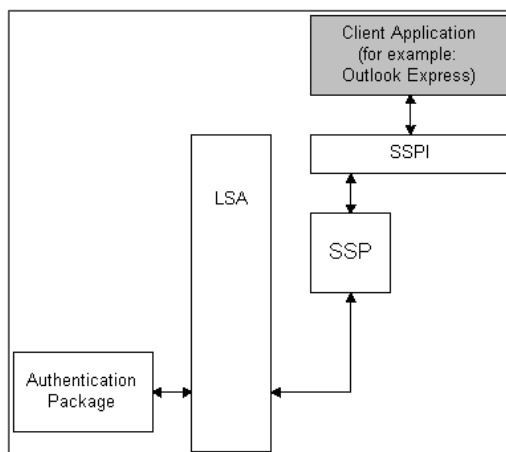 Client Application
(for example:
Outlook Express)
SSPI
LSA
SSP
Authentication
Package